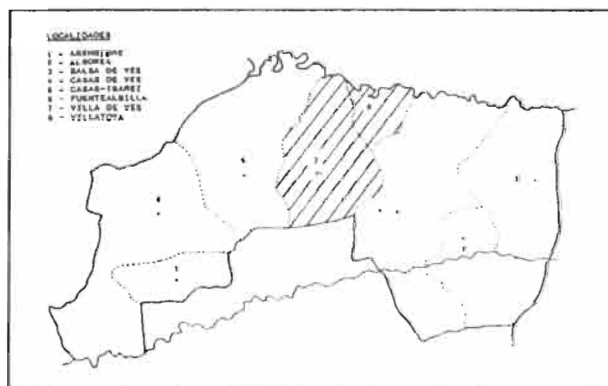 LOCALIDADES
1 - ABENGIBRE
2 - ALBOREA
3 - BALSA DE VES
4 - CASAS DE VES
5 - CASAS-IBAÑEZ
6 - FUENTEALBILLA
7 - VILLA DE VES
8 - VILLATOYA